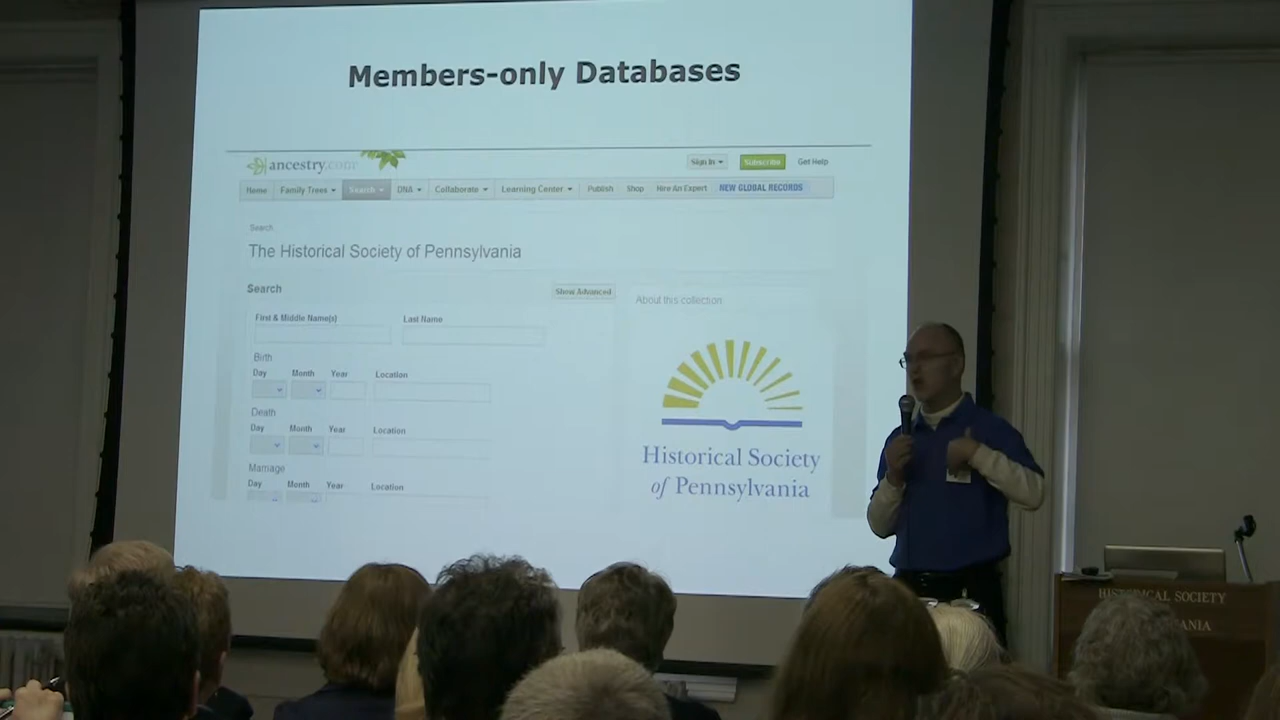 Members-only Databases
ancestry.com
Sign In Subscribe Get Help
Home Family Trees Search DNA Collaborate Learning Center Publish Shop Hire An Expert NEW GLOBAL RECORDS
Search
The Historical Society of Pennsylvania
Search
Show Advanced
About this collection
First & Middle Name(s) Last Name
Birth
Day Month Year Location
Death
Day Month Year Location
Marriage
Day Month Year Location
Historical Society
of Pennsylvania
HISTORICAL SOCIETY
VANIA